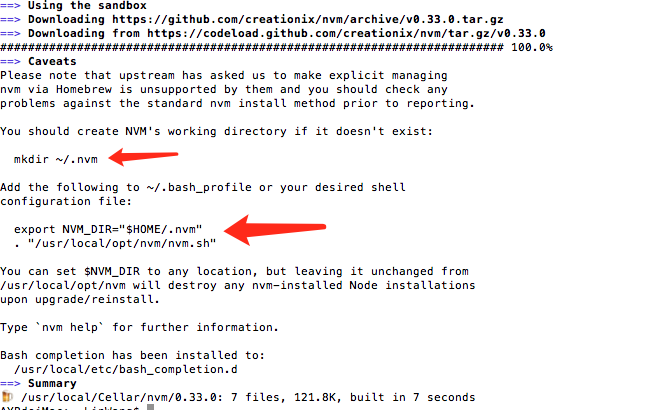 ==> Using the sandbox
==> Downloading https://github.com/creationix/nvm/archive/v0.33.0.tar.gz
==> Downloading from https://codeload.github.com/creationix/nvm/tar.gz/v0.33.0
######################################################################## 100.0%
==> Caveats
Please note that upstream has asked us to make explicit managing
nvm via Homebrew is unsupported by them and you should check any
problems against the standard nvm install method prior to reporting.
You should create NVM's working directory if it doesn't exist:
mkdir ~/.nvm
Add the following to ~/.bash_profile or your desired shell
configuration file:
export NVM_DIR="$HOME/.nvm"
. "/usr/local/opt/nvm/nvm.sh"
You can set $NVM_DIR to any location, but leaving it unchanged from
/usr/local/opt/nvm will destroy any nvm-installed Node installations
upon upgrade/reinstall.
Type `nvm help` for further information.
Bash completion has been installed to:
/usr/local/etc/bash_completion.d
==> Summary
🍺 /usr/local/Cellar/nvm/0.33.0: 7 files, 121.8K, built in 7 seconds